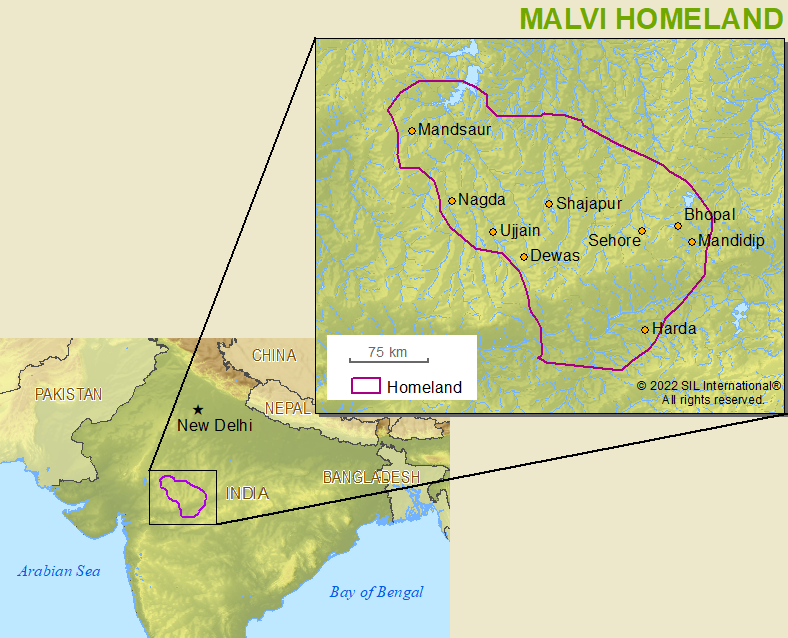 MALVI HOMELAND
Mandsaur
Nagda
Shajapur
Bhopal
Ujjain
Sehore
Mandidip
Dewas
Harda
75 km
Homeland
© 2022 SIL International®
All rights reserved.
CHINA
PAKISTAN
NEPAL
New Delhi
BANGLADESH
INDIA
Arabian Sea
Bay of Bengal